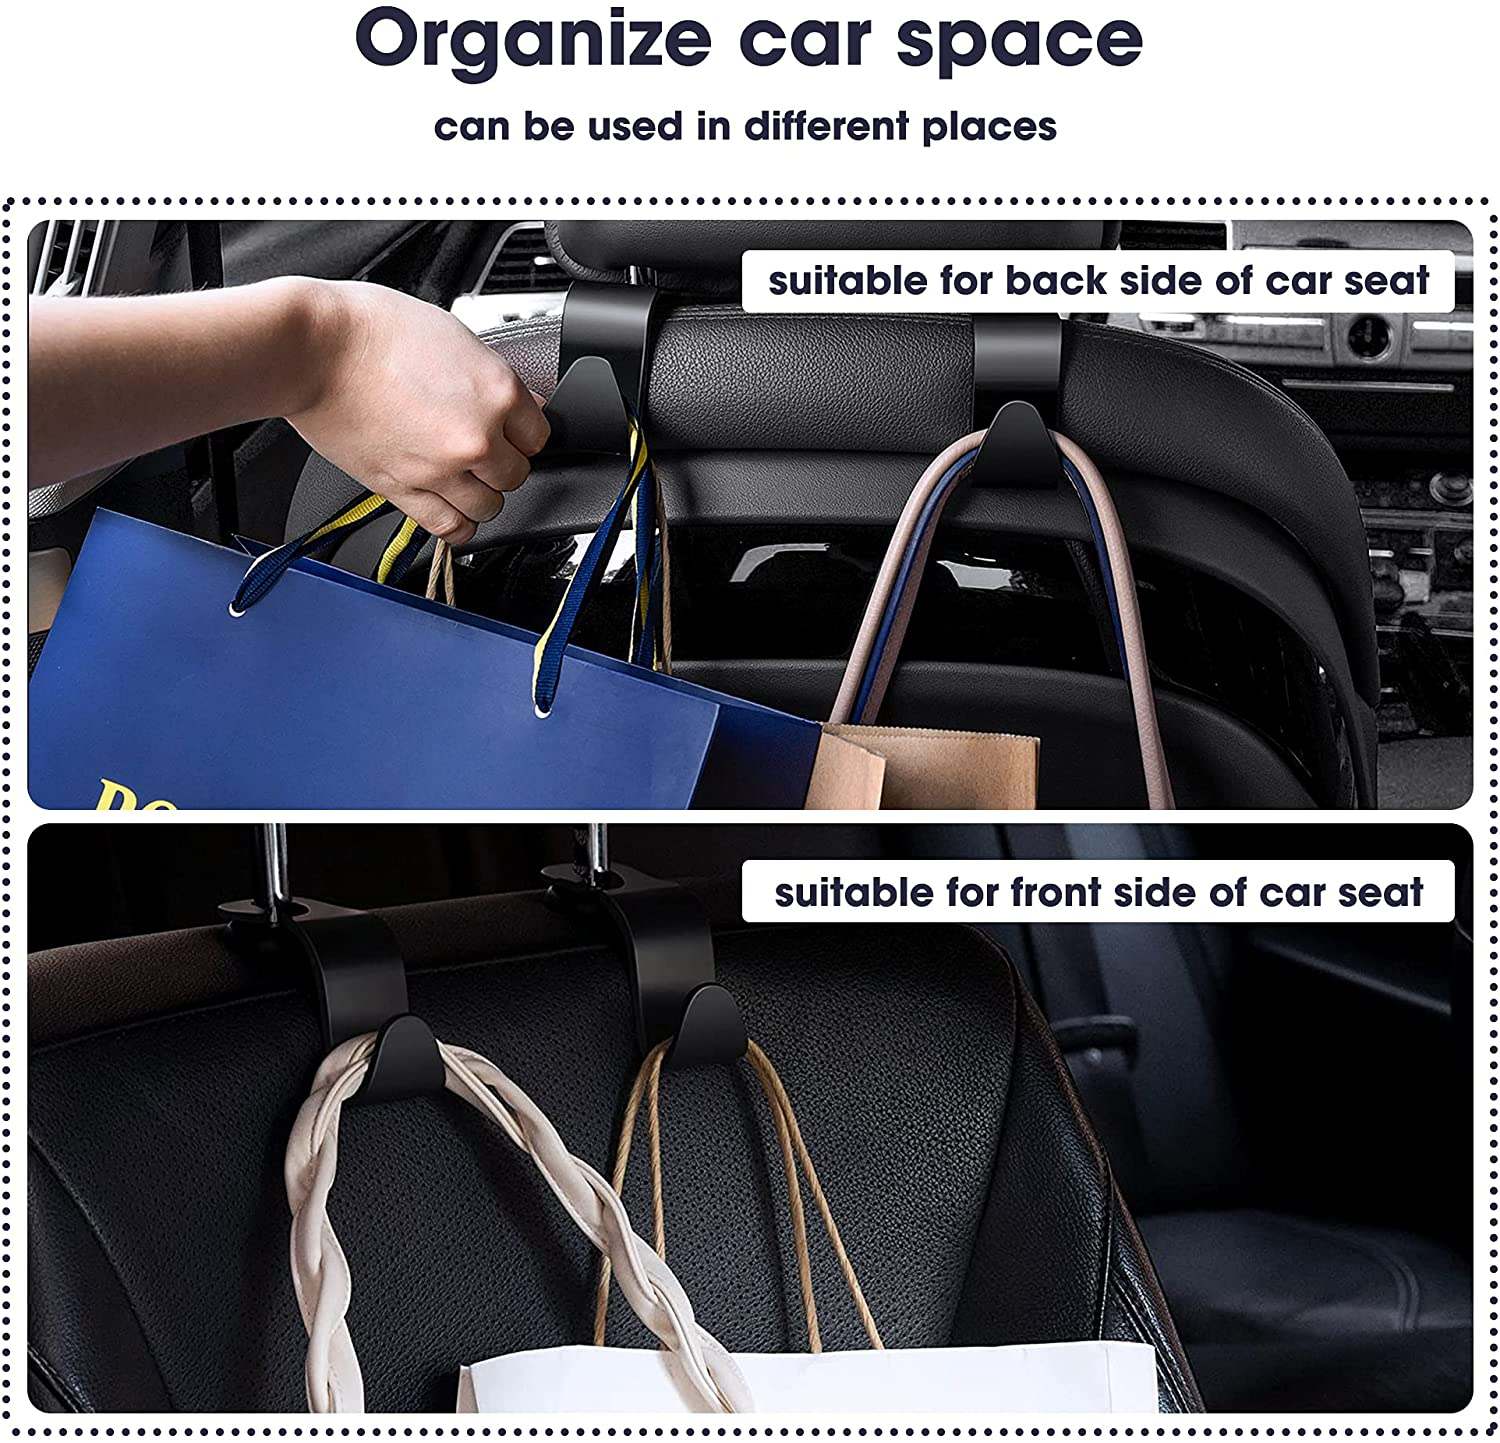 Organize car space
can be used in different places
suitable for back side of car seat
suitable for front side of car seat